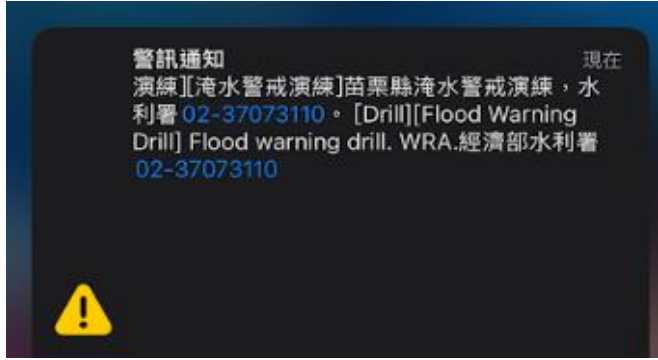 警訊通知 現在
演練][淹水警戒演練]苗栗縣淹水警戒演練，水
利署02-37073110。[Drill][Flood Warning
Drill] Flood warning drill. WRA.經濟部水利署
02-37073110